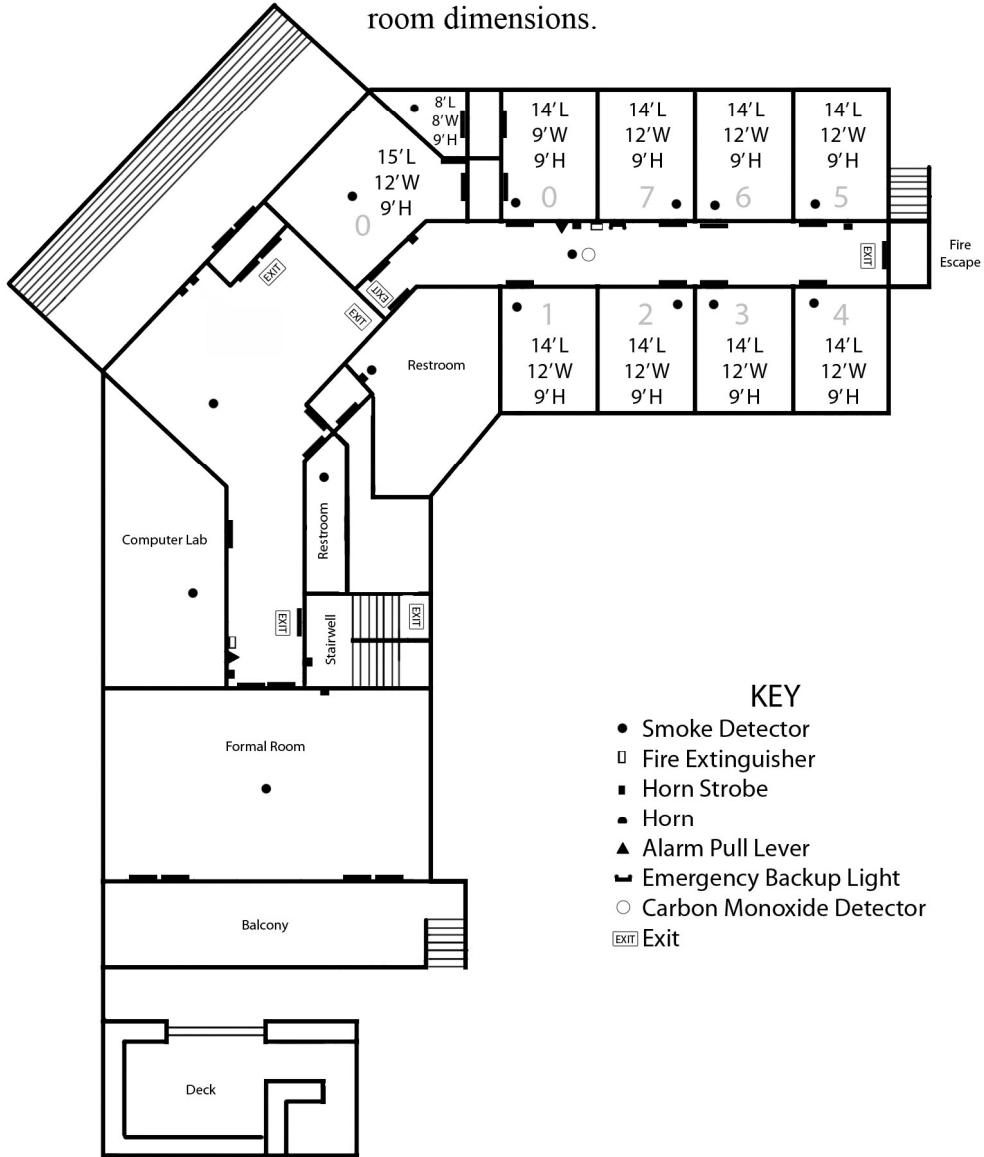 room dimensions.
8’L
8’W
9’H
15’L
12’W
9’H
0
14’L
9’W
9’H
0
14’L
12’W
9’H
7
14’L
12’W
9’H
6
14’L
12’W
9’H
5
Fire
Escape
EXIT
EXIT
EXIT
EXIT
1
14’L
12’W
9’H
2
14’L
12’W
9’H
3
14’L
12’W
9’H
4
14’L
12’W
9’H
Restroom
Restroom
Computer Lab
EXIT
Stairwell
EXIT
Formal Room
Balcony
Deck
KEY
Smoke Detector
Fire Extinguisher
Horn Strobe
Horn
Alarm Pull Lever
Emergency Backup Light
Carbon Monoxide Detector
EXIT Exit